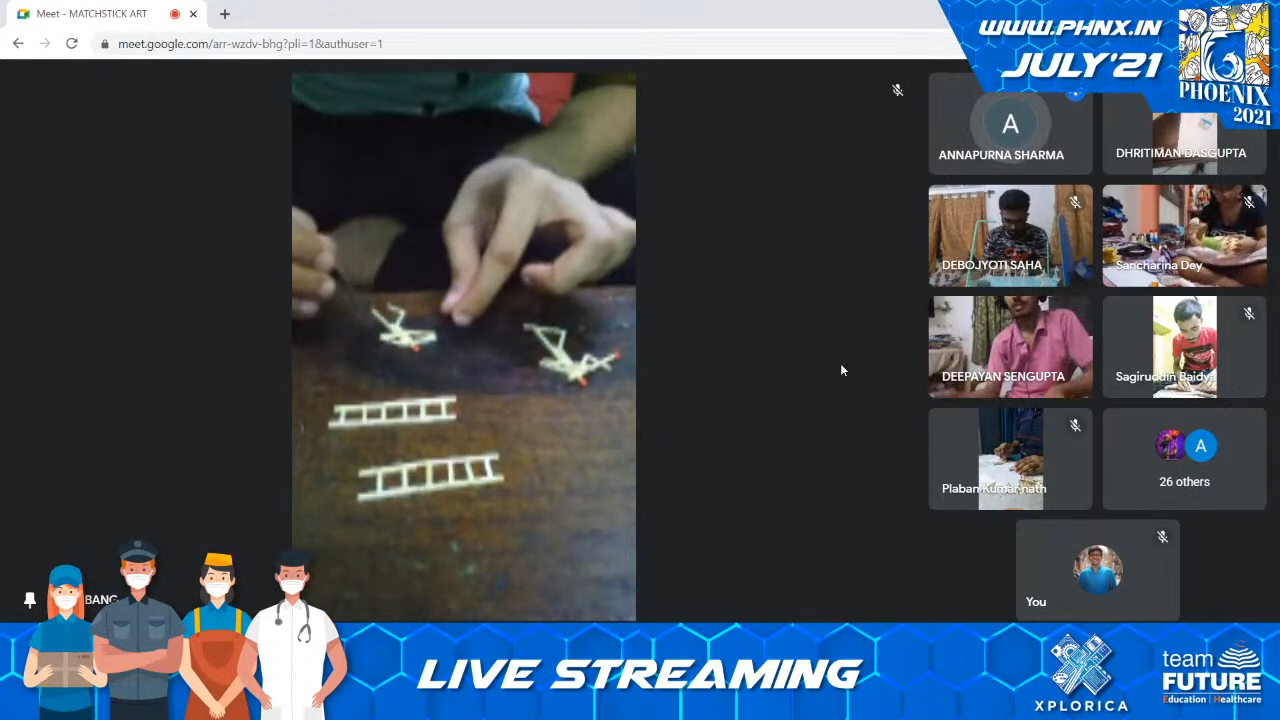 Meet - MATCHSTICK ART
meet.google.com/arr-wzdv-bhg?pli=1&authuser=1
WWW.PHNX.IN
JULY'21
PHOENIX
2021
A
ANNAPURNA SHARMA
DHRITIMAN DASGUPTA
DEBOJYOTI SAHA
Sancharina Dey
DEEPAYAN SENGUPTA
Sagiruddin Baidya
Plaban Kumar nath
A
26 others
You
BANG
LIVE STREAMING
XPLORICA
team
FUTURE
Education | Healthcare